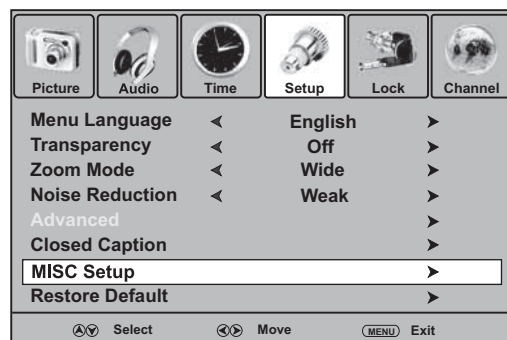 Picture Audio Time Setup Lock Channel
Menu Language English
Transparency Off
Zoom Mode Wide
Noise Reduction Weak
Advanced
Closed Caption
MISC Setup
Restore Default
Select Move MENU Exit